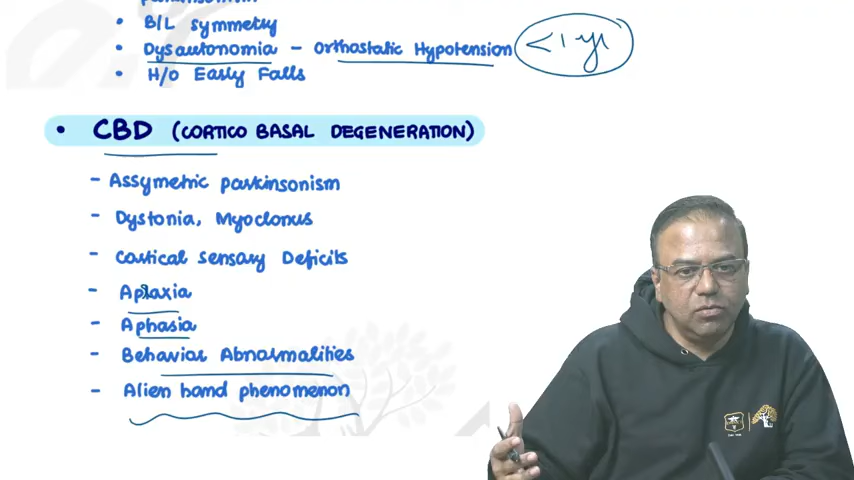 • B/L symmetry
• Dysautonomia – Orthostatic Hypotension <1 yr
• H/o Early Falls
• CBD (CORTICO BASAL DEGENERATION)
– Assymetric parkinsonism
– Dystonia, Myoclonus
– Cortical sensory Deficits
– Apraxia
– Aphasia
– Behavior Abnormalities
– Alien hand phenomenon